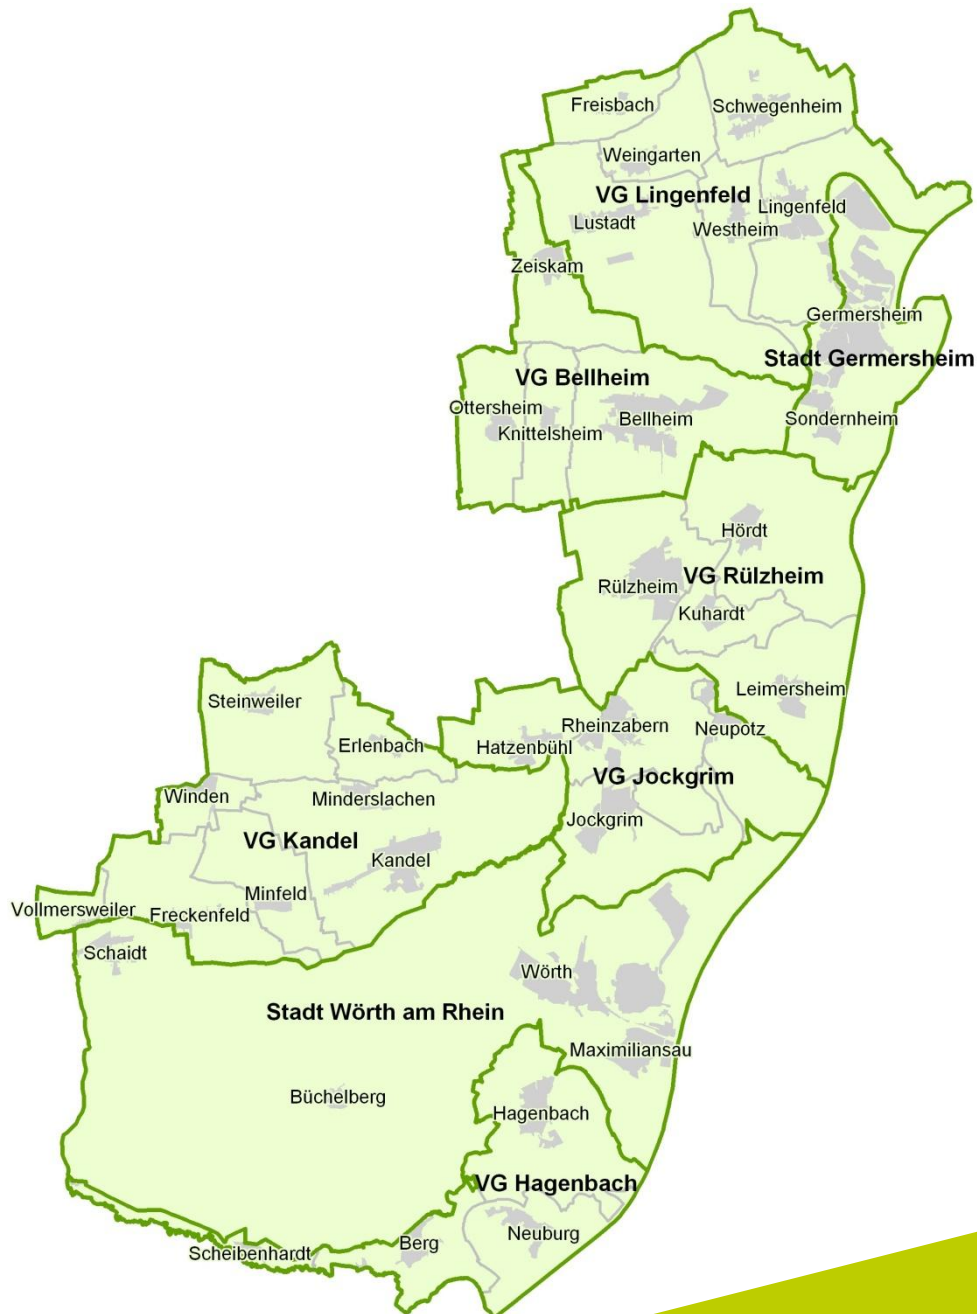 Freisbach
Schwegenheim
Weingarten
VG Lingenfeld
Lingenfeld
Lustadt
Westheim
Zeiskam
Germersheim
Stadt Germersheim
VG Bellheim
Ottersheim
Knittelsheim
Bellheim
Sondernheim
Hördt
VG Rülzheim
Rülzheim
Kuhardt
Leimersheim
Steinweiler
Rheinzabern
Neupotz
Erlenbach
Hatzenbühl
VG Jockgrim
Winden
Minderslachen
Jockgrim
VG Kandel
Kandel
Minfeld
Vollmersweiler
Freckenfeld
Schaidt
Wörth
Stadt Wörth am Rhein
Maximiliansau
Büchelberg
Hagenbach
VG Hagenbach
Neuburg
Berg
Scheibenhardt